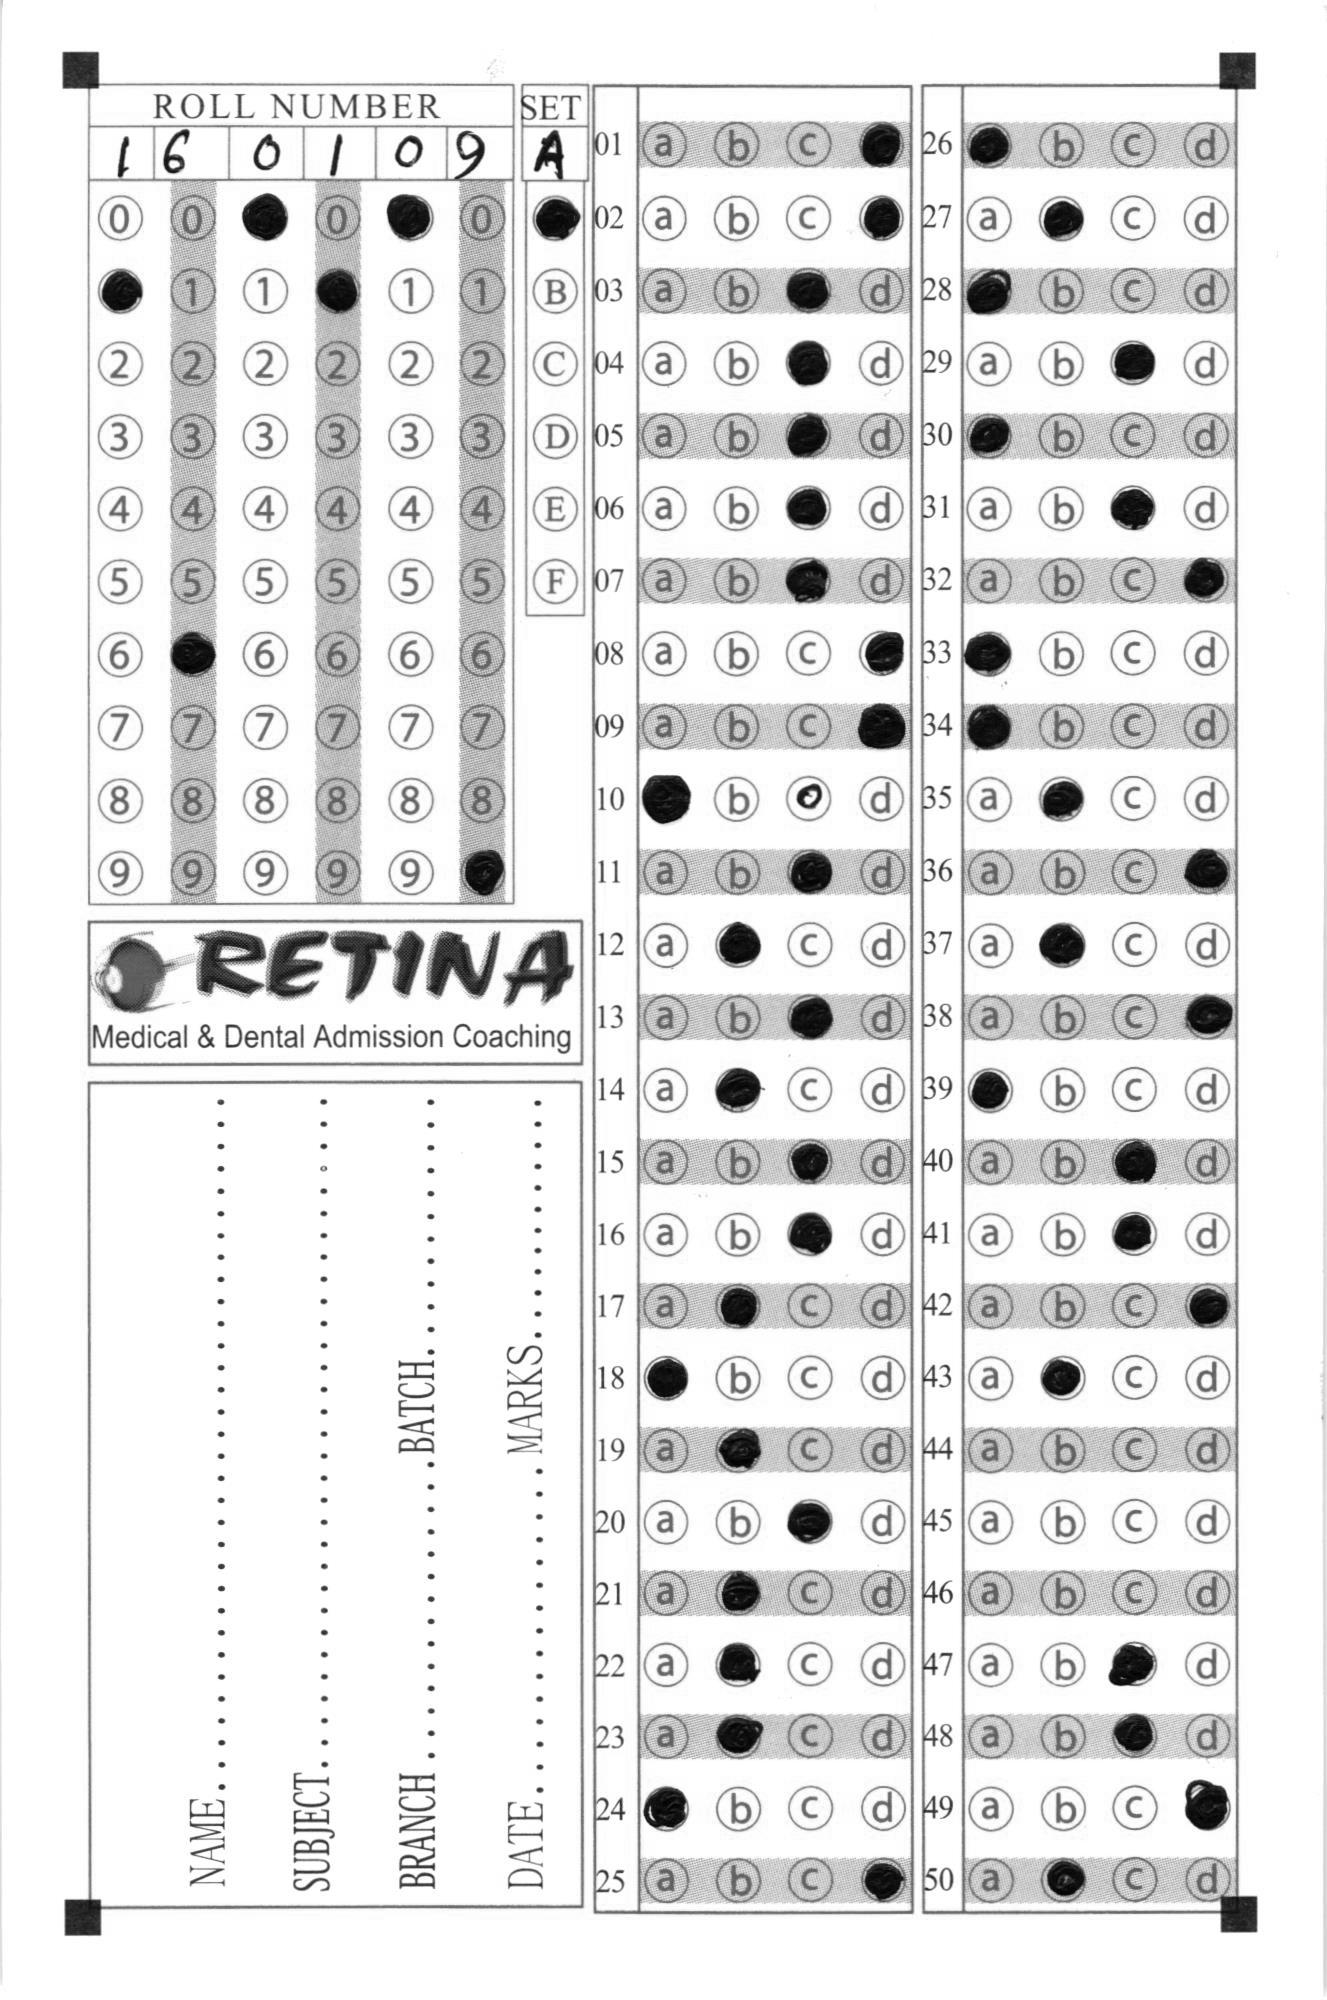 ROLL NUMBER SET
1 6 0 1 0 9 A
0 0 0 0
1 1 1 1 B
2 2 2 2 2 2 C
3 3 3 3 3 3 D
4 4 4 4 4 4 E
5 5 5 5 5 5 F
6 6 6 6 6
7 7 7 7 7 7
8 8 8 8 8 8
9 9 9 9 9
RETINA
Medical & Dental Admission Coaching
NAME
SUBJECT
BRANCH BATCH
DATE MARKS
01 a b c
02 a b c
03 a b d
04 a b d
05 a b d
06 a b d
07 a b d
08 a b c
09 a b c
10 b d
11 a b d
12 a c d
13 a b d
14 a c d
15 a b d
16 a b d
17 a c d
18 b c d
19 a c d
20 a b d
21 a c d
22 a c d
23 a c d
24 b c d
25 a b c
26 b c d
27 a c d
28 b c d
29 a b d
30 b c d
31 a b d
32 a b c
33 b c d
34 b c d
35 a c d
36 a b c
37 a c d
38 a b c
39 b c d
40 a b d
41 a b d
42 a b c
43 a c d
44 a b c d
45 a b c d
46 a b c d
47 a b d
48 a b d
49 a b c
50 a c d